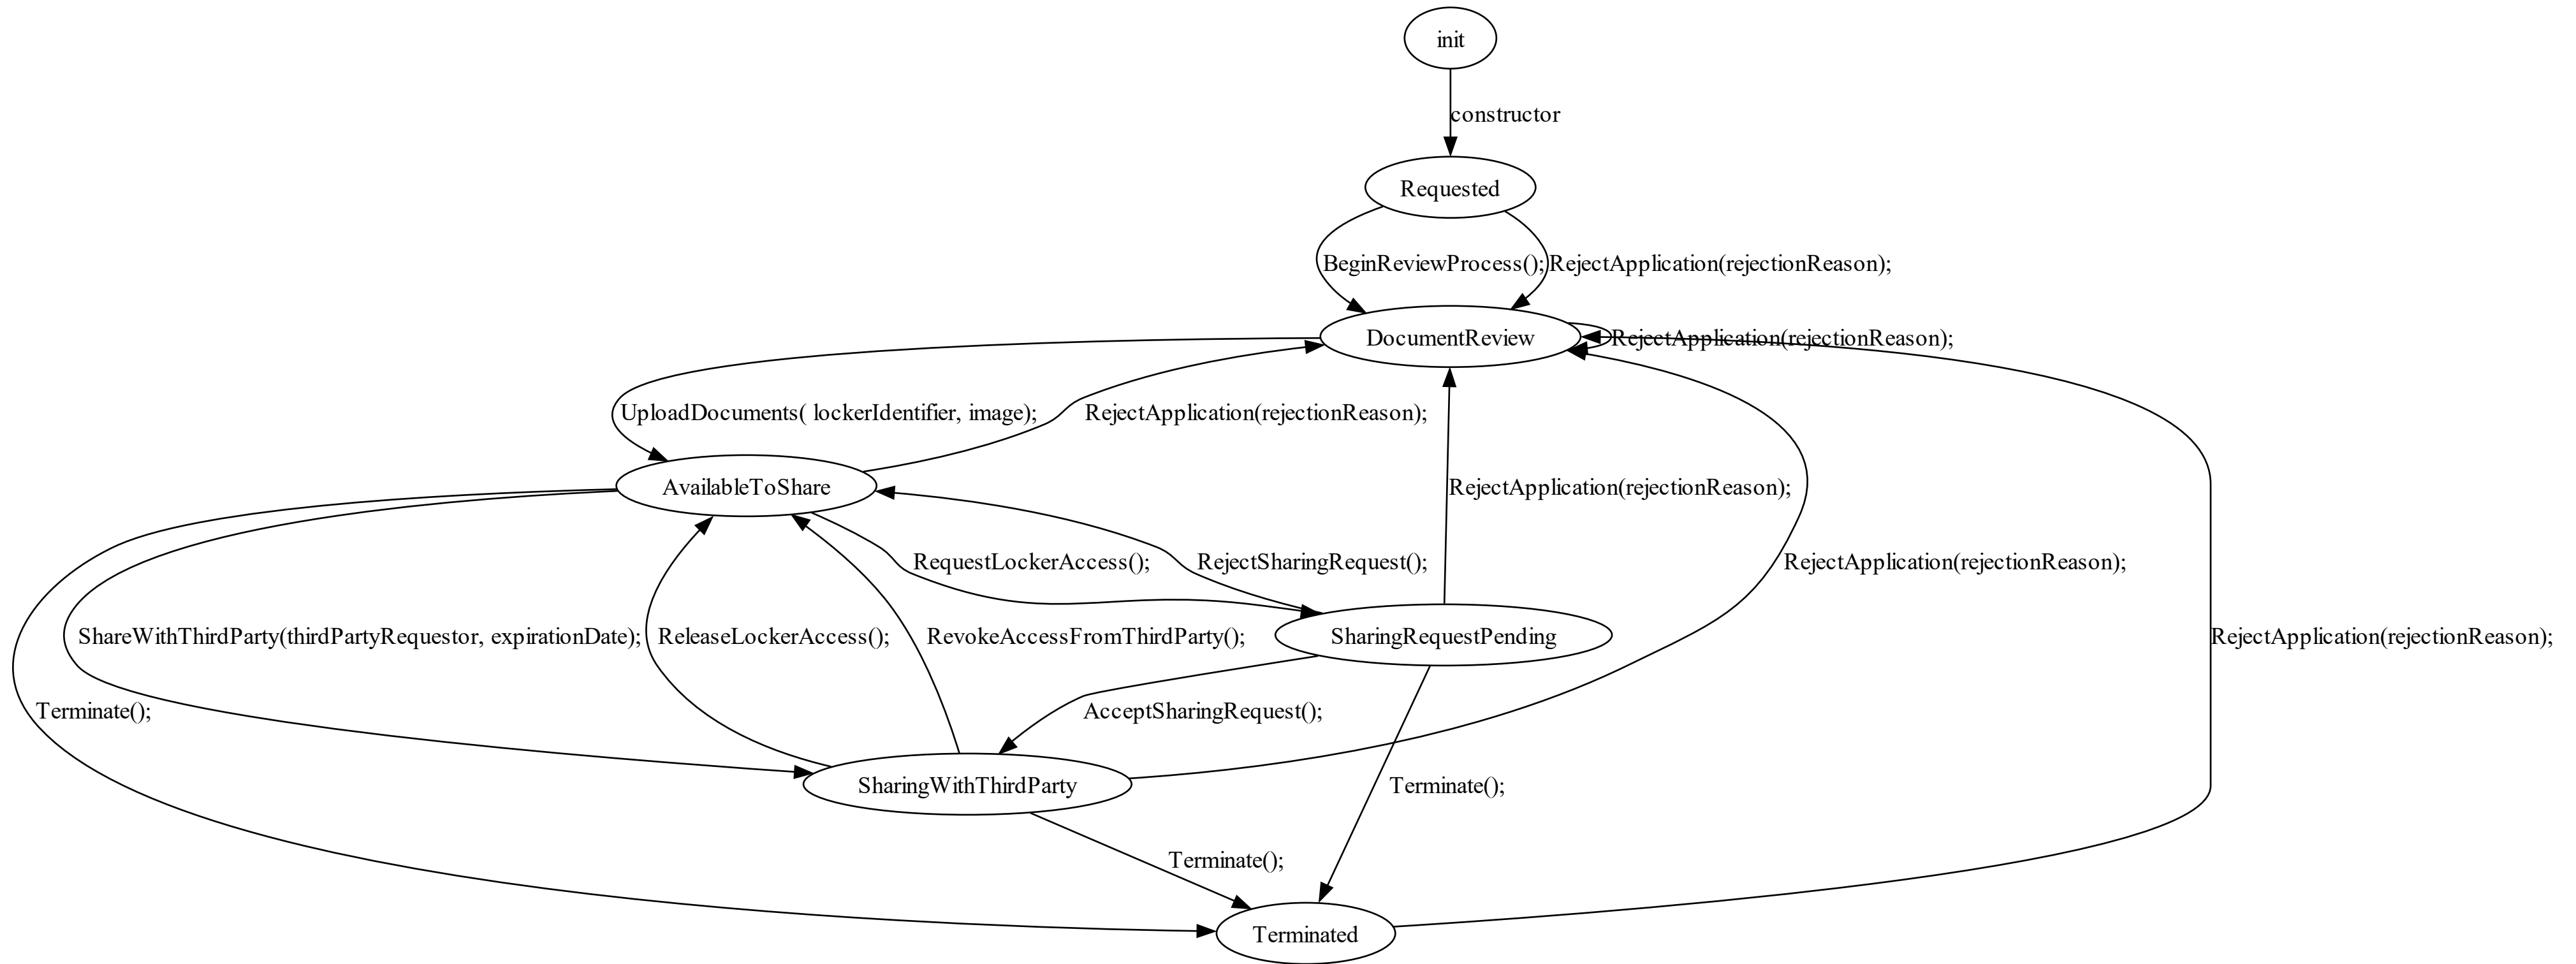 init
constructor
Requested
BeginReviewProcess();
RejectApplication(rejectionReason);
DocumentReview
RejectApplication(rejectionReason);
UploadDocuments( lockerIdentifier, image);
RejectApplication(rejectionReason);
AvailableToShare
RejectApplication(rejectionReason);
RequestLockerAccess();
RejectSharingRequest();
RejectApplication(rejectionReason);
ShareWithThirdParty(thirdPartyRequestor, expirationDate);
ReleaseLockerAccess();
RevokeAccessFromThirdParty();
SharingRequestPending
RejectApplication(rejectionReason);
Terminate();
AcceptSharingRequest();
SharingWithThirdParty
Terminate();
Terminate();
Terminated